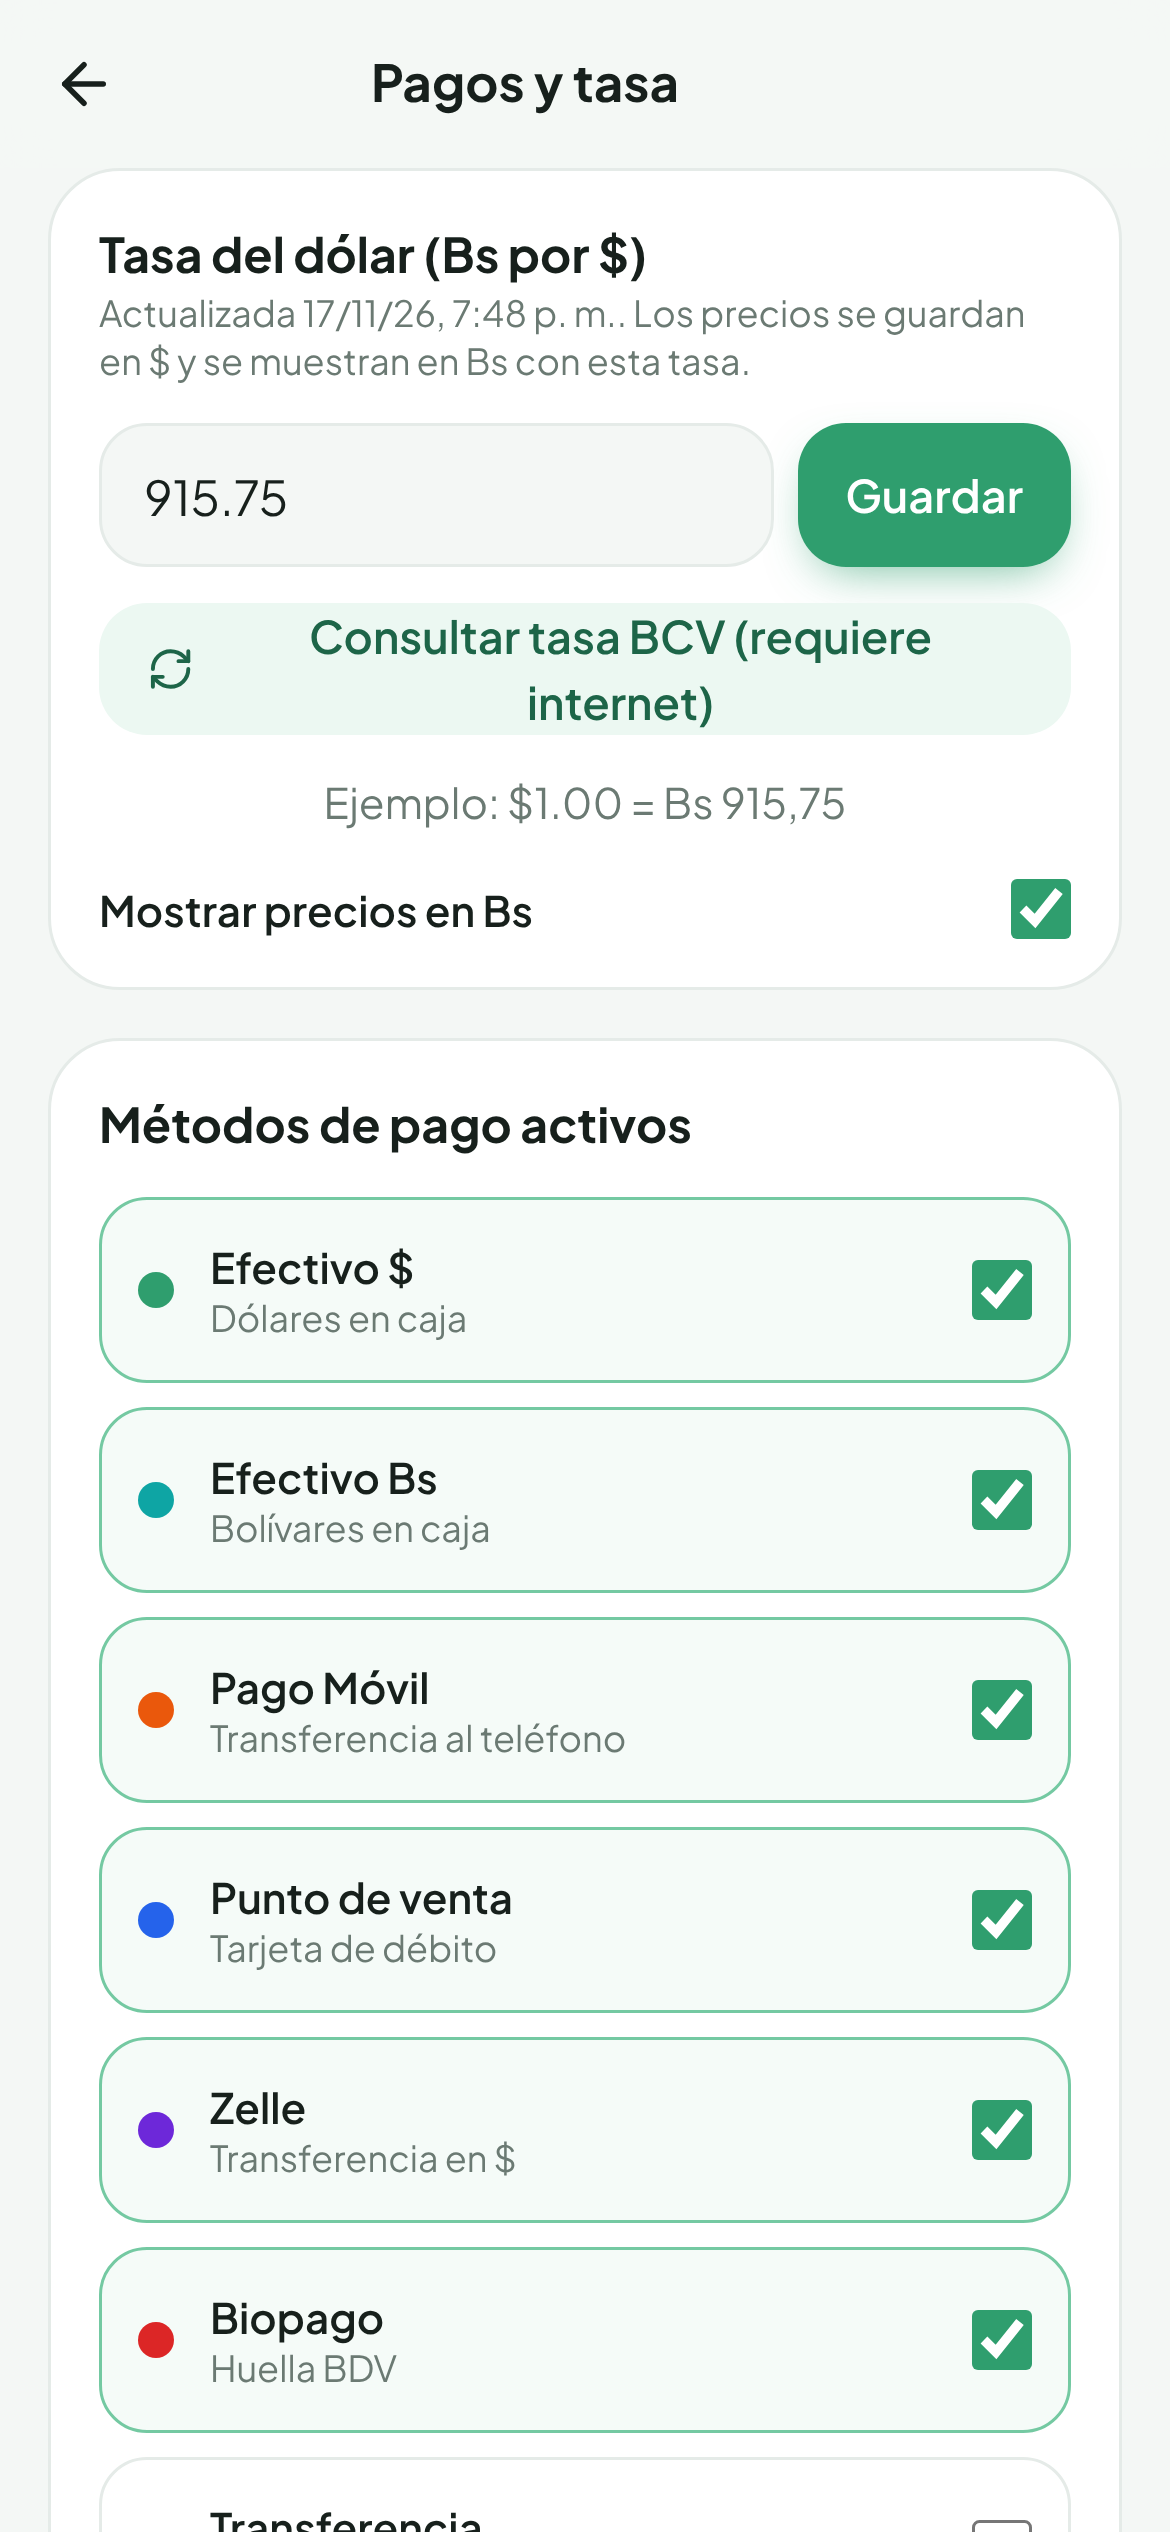 Pagos y tasa
Tasa del dólar (Bs por $)
Actualizada 17/11/26, 7:48 p. m.. Los precios se guardan
en $ y se muestran en Bs con esta tasa.
915.75
Guardar
Consultar tasa BCV (requiere
internet)
Ejemplo: $1.00 = Bs 915,75
Mostrar precios en Bs
Métodos de pago activos
Efectivo $
Dólares en caja
Efectivo Bs
Bolívares en caja
Pago Móvil
Transferencia al teléfono
Punto de venta
Tarjeta de débito
Zelle
Transferencia en $
Biopago
Huella BDV
Transferencia